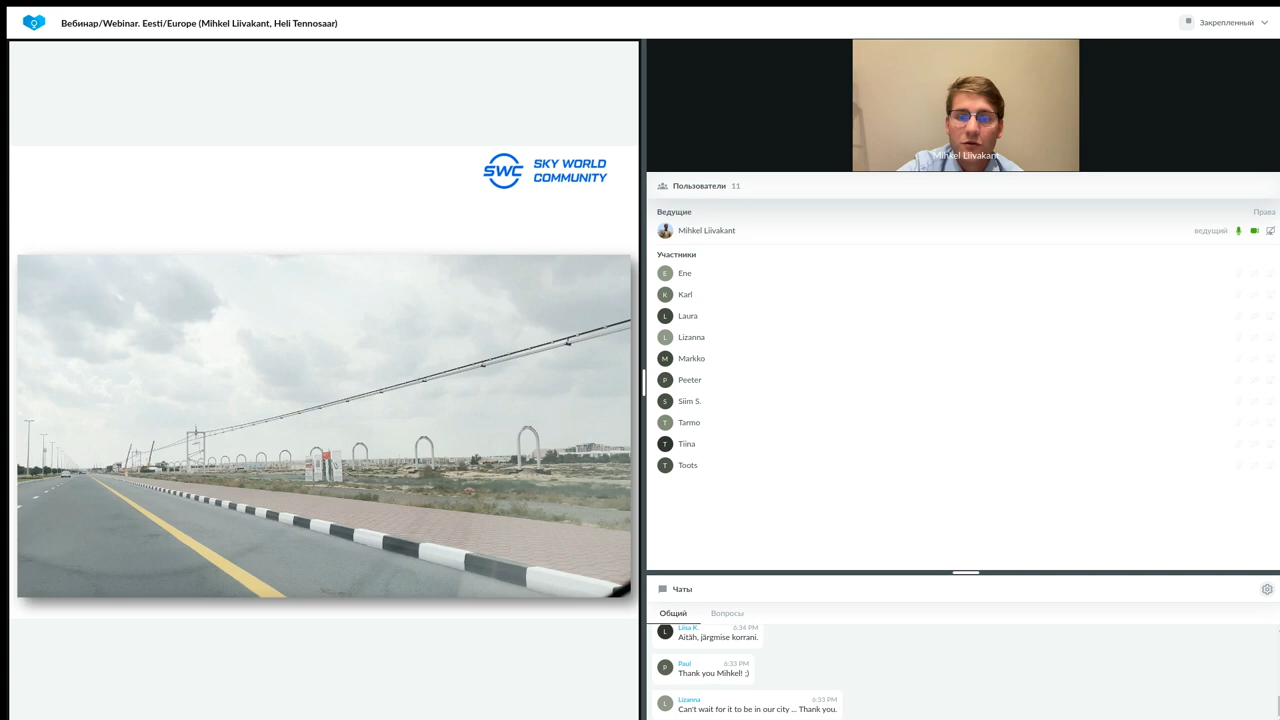 Вебинар/Webinar. Eesti/Europe (Mihkel Liivakant, Heli Tennosaar)
Закрепленный
SWC SKY WORLD
COMMUNITY
Mihkel Liivakant
Пользователи 11
Ведущие Права
Mihkel Liivakant ведущий
Участники
E Ene
K Karl
L Laura
L Lizanna
M Markko
P Peeter
S Siim S.
T Tarmo
T Tiina
T Toots
Чаты
Общий Вопросы
L Liisa K. 6:34 PM
Aitäh, järgmise korrani.
P Paul 6:33 PM
Thank you Mihkel! ;)
L Lizanna 6:33 PM
Can't wait for it to be in our city ... Thank you.